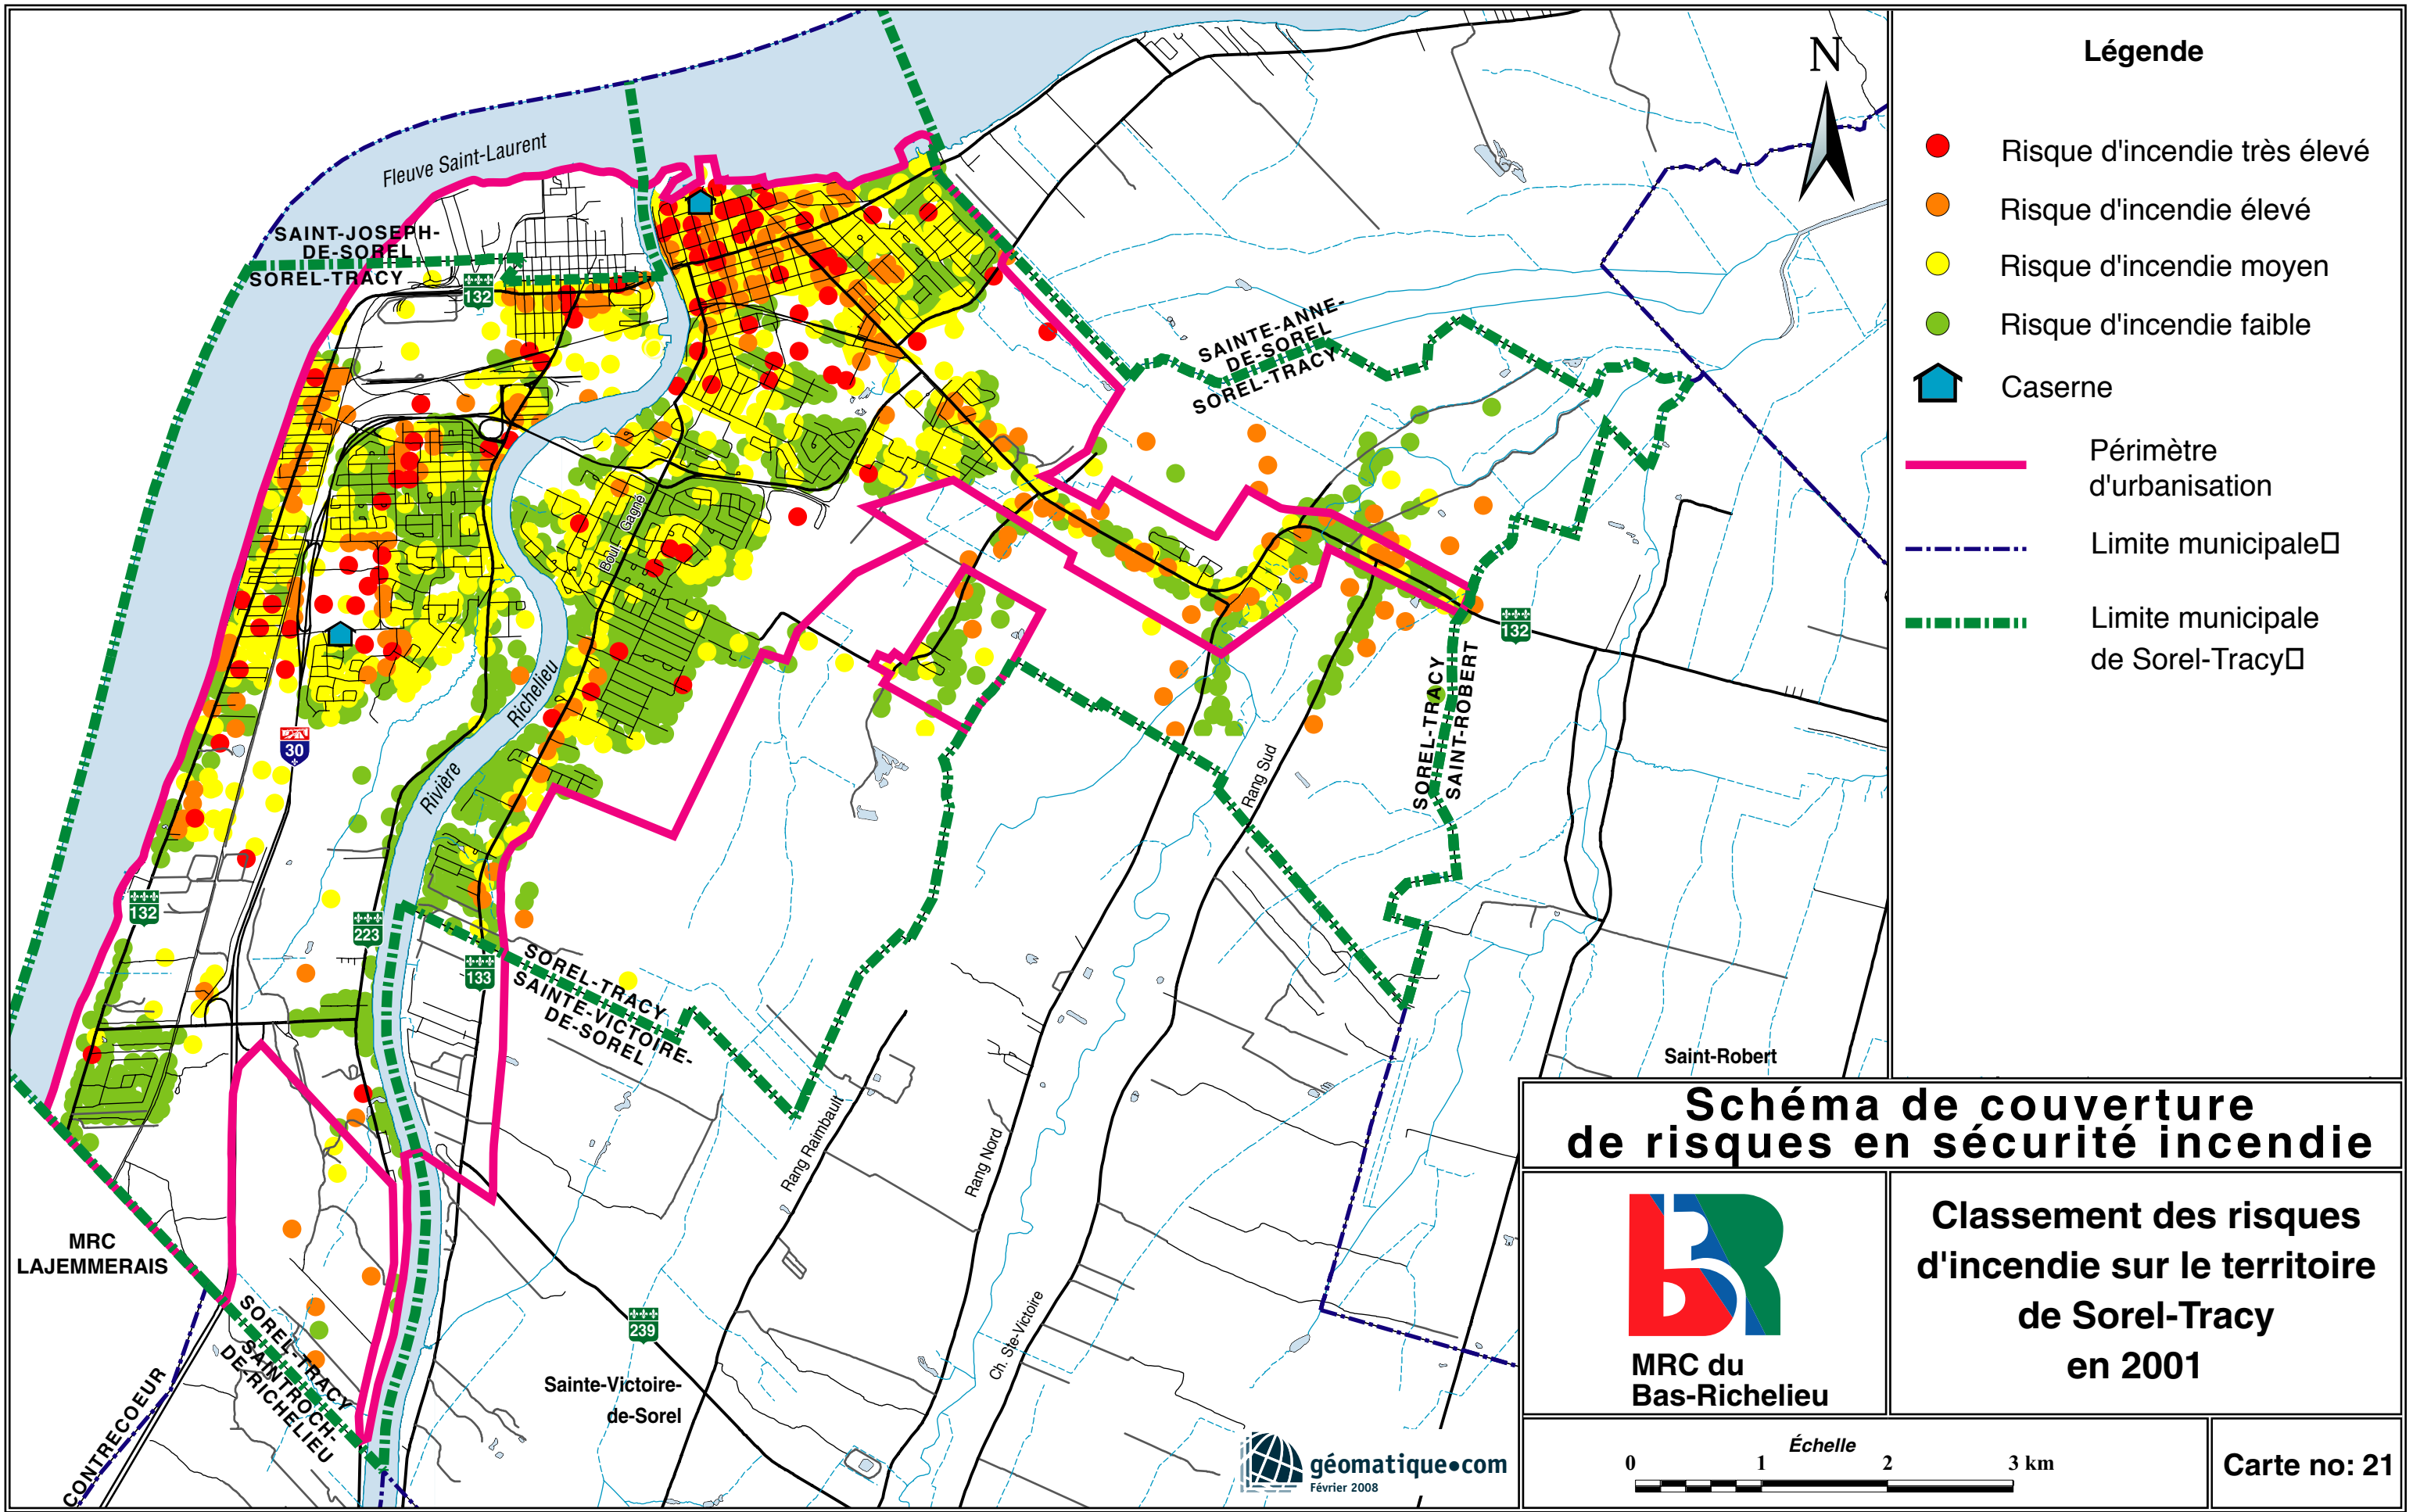 Fleuve Saint-Laurent
SAINT-JOSEPH-
DE-SOREL
SOREL-TRACY
132
SAINTE-ANNE-
DE-SOREL
SOREL-TRACY
Boul. Gagné
132
Rivière
Richelieu
30
Rang Sud
SOREL-TRACY
SAINT-ROBERT
132
223
133
SOREL-TRACY
SAINTE-VICTOIRE-
DE-SOREL
Saint-Robert
Rang Raimbault
Rang Nord
Ch. Ste-Victoire
MRC
LAJEMMERAIS
SOREL-TRACY
SAINT-ROCH-
DE-RICHELIEU
CONTRECOEUR
239
Sainte-Victoire-
de-Sorel
géomatique•com
Février 2008
N
Légende
Risque d'incendie très élevé
Risque d'incendie élevé
Risque d'incendie moyen
Risque d'incendie faible
Caserne
Périmètre
d'urbanisation
Limite municipale
Limite municipale
de Sorel-Tracy
Schéma de couverture
de risques en sécurité incendie
MRC du
Bas-Richelieu
Classement des risques
d'incendie sur le territoire
de Sorel-Tracy
en 2001
Échelle
0 1 2 3 km
Carte no: 21